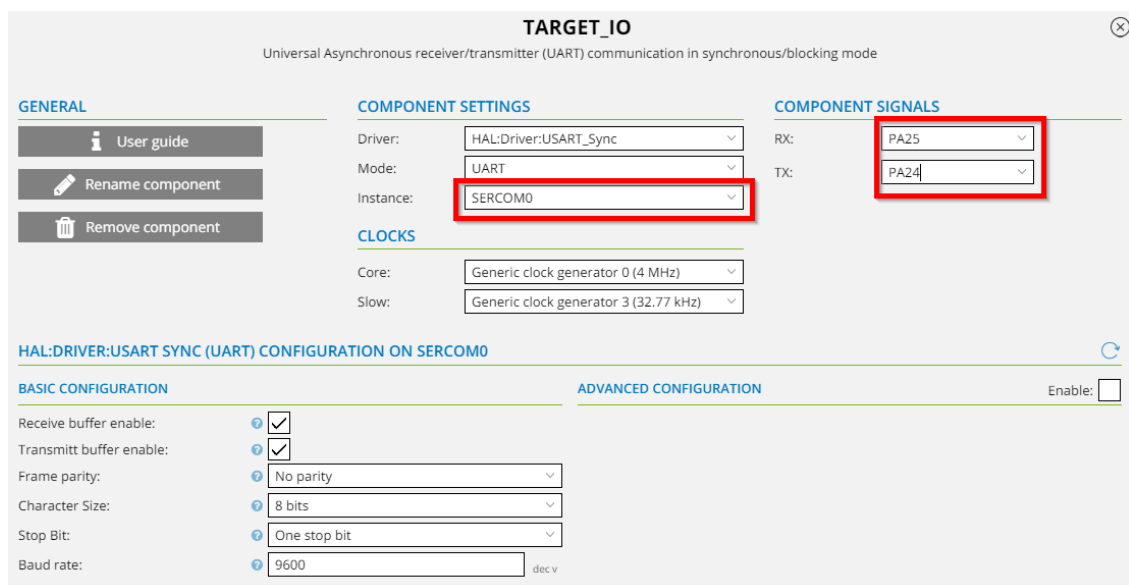 TARGET_IO
Universal Asynchronous receiver/transmitter (UART) communication in synchronous/blocking mode
GENERAL
User guide
Rename component
Remove component
COMPONENT SETTINGS
Driver: HAL:Driver:USART_Sync
Mode: UART
Instance: SERCOM0
CLOCKS
Core: Generic clock generator 0 (4 MHz)
Slow: Generic clock generator 3 (32.77 kHz)
COMPONENT SIGNALS
RX: PA25
TX: PA24
HAL:DRIVER:USART SYNC (UART) CONFIGURATION ON SERCOM0
BASIC CONFIGURATION
Receive buffer enable:
Transmitt buffer enable:
Frame parity: No parity
Character Size: 8 bits
Stop Bit: One stop bit
Baud rate: 9600 dec v
ADVANCED CONFIGURATION
Enable: